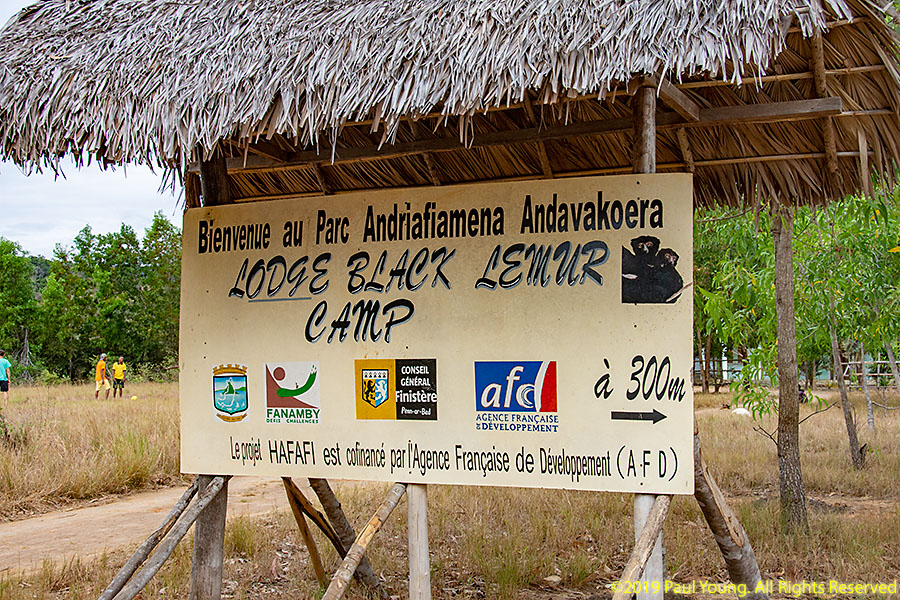 Bienvenue au Parc Andriafiamena Andavakoera
LODGE BLACK LEMUR
CAMP
FANAMBY
DEFIS CHALLENGES
CONSEIL
GÉNÉRAL
Finistère
Penn-ar-Bed
afd
AGENCE FRANÇAISE
DE DÉVELOPPEMENT
à 300m
Le projet HAFAFI est cofinancé par l'Agence Française de Développement (A.F.D)
©2019 Paul Young. All Rights Reserved